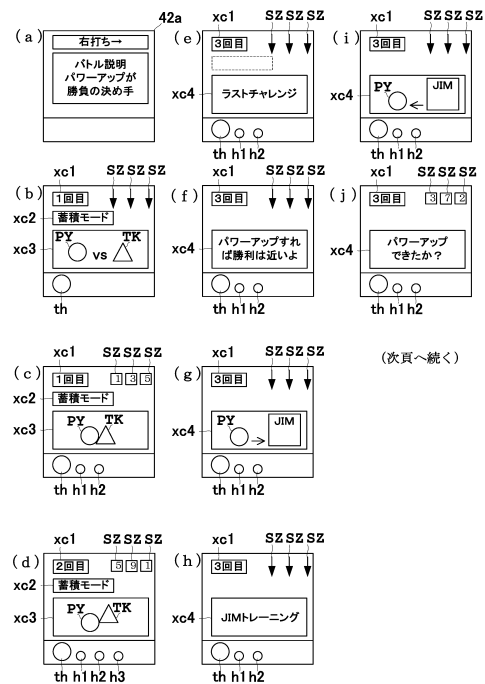 (a)
42a
右打ち→
バトル説明
パワーアップが
勝負の決め手
(b)
xc1
SZ SZ SZ
1回目
xc2
蓄積モード
xc3
PY
TK
vs
th
(c)
xc1
SZ SZ SZ
1回目
1 3 5
xc2
蓄積モード
xc3
PY
TK
th h1 h2
(d)
xc1
SZ SZ SZ
2回目
5 9 1
xc2
蓄積モード
xc3
PY
TK
th h1 h2 h3
(e)
xc1
SZ SZ SZ
3回目
xc4
ラストチャレンジ
th h1 h2
(f)
xc1
SZ SZ SZ
3回目
xc4
パワーアップすれ
ば勝利は近いよ
th h1 h2
(g)
xc1
SZ SZ SZ
3回目
xc4
PY
→
JIM
th h1 h2
(h)
xc1
SZ SZ SZ
3回目
xc4
JIMトレーニング
th h1 h2
(i)
xc1
SZ SZ SZ
3回目
xc4
PY
←
JIM
th h1 h2
(j)
xc1
SZ SZ SZ
3回目
3 7 2
xc4
パワーアップ
できたか?
th h1 h2
(次頁へ続く)